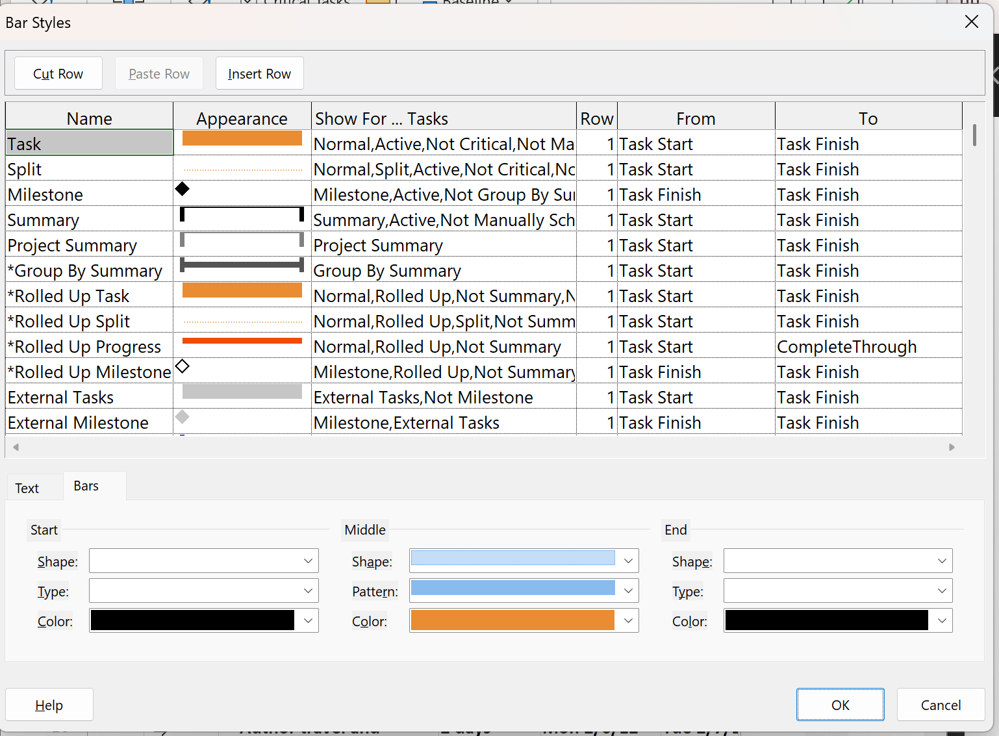 Critical Tasks Baseline
Bar Styles
Cut Row Paste Row Insert Row
Name Appearance Show For ... Tasks Row From To
Task Normal,Active,Not Critical,Not Ma 1 Task Start Task Finish
Split Normal,Split,Active,Not Critical,No 1 Task Start Task Finish
Milestone Milestone,Active,Not Group By Su 1 Task Finish Task Finish
Summary Summary,Active,Not Manually Sch 1 Task Start Task Finish
Project Summary Project Summary 1 Task Start Task Finish
*Group By Summary Group By Summary 1 Task Start Task Finish
*Rolled Up Task Normal,Rolled Up,Not Summary,N 1 Task Start Task Finish
*Rolled Up Split Normal,Rolled Up,Split,Not Summ 1 Task Start Task Finish
*Rolled Up Progress Normal,Rolled Up,Not Summary 1 Task Start CompleteThrough
*Rolled Up Milestone Milestone,Rolled Up,Not Summary 1 Task Finish Task Finish
External Tasks External Tasks,Not Milestone 1 Task Start Task Finish
External Milestone Milestone,External Tasks 1 Task Finish Task Finish
Text Bars
Start Middle End
Shape: Shape: Shape:
Type: Pattern: Type:
Color: Color: Color:
Help OK Cancel